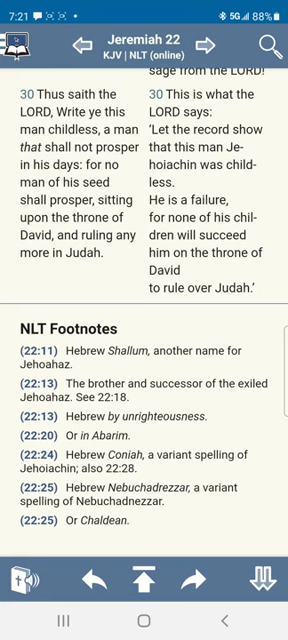 7:21
5G 88%
Jeremiah 22
KJV | NLT (online)
sage from the LORD!
30 Thus saith the
LORD, Write ye this
man childless, a man
that shall not prosper
in his days: for no
man of his seed
shall prosper, sitting
upon the throne of
David, and ruling any
more in Judah.
30 This is what the
LORD says:
‘Let the record show
that this man Je-
hoiachin was child-
less.
He is a failure,
for none of his chil-
dren will succeed
him on the throne of
David
to rule over Judah.’
NLT Footnotes
(22:11) Hebrew Shallum, another name for
Jehoahaz.
(22:13) The brother and successor of the exiled
Jehoahaz. See 22:18.
(22:13) Hebrew by unrighteousness.
(22:20) Or in Abarim.
(22:24) Hebrew Coniah, a variant spelling of
Jehoiachin; also 22:28.
(22:25) Hebrew Nebuchadrezzar, a variant
spelling of Nebuchadnezzar.
(22:25) Or Chaldean.